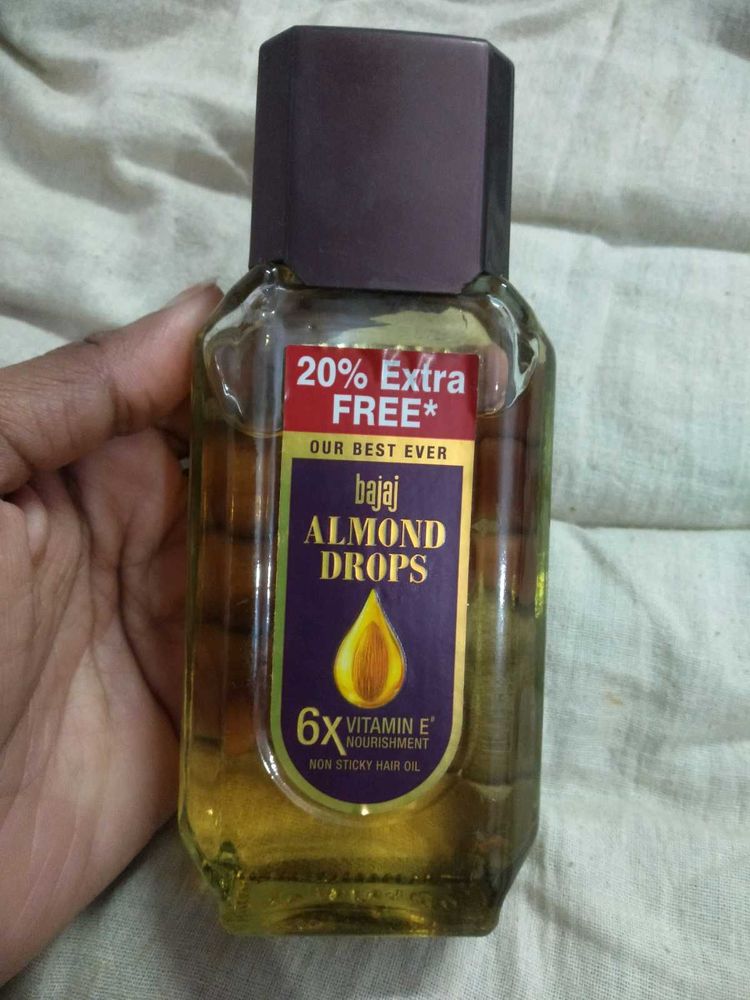 20% Extra
FREE*
OUR BEST EVER
bajaj
ALMOND
DROPS
6X VITAMIN E#
NOURISHMENT
NON STICKY HAIR OIL